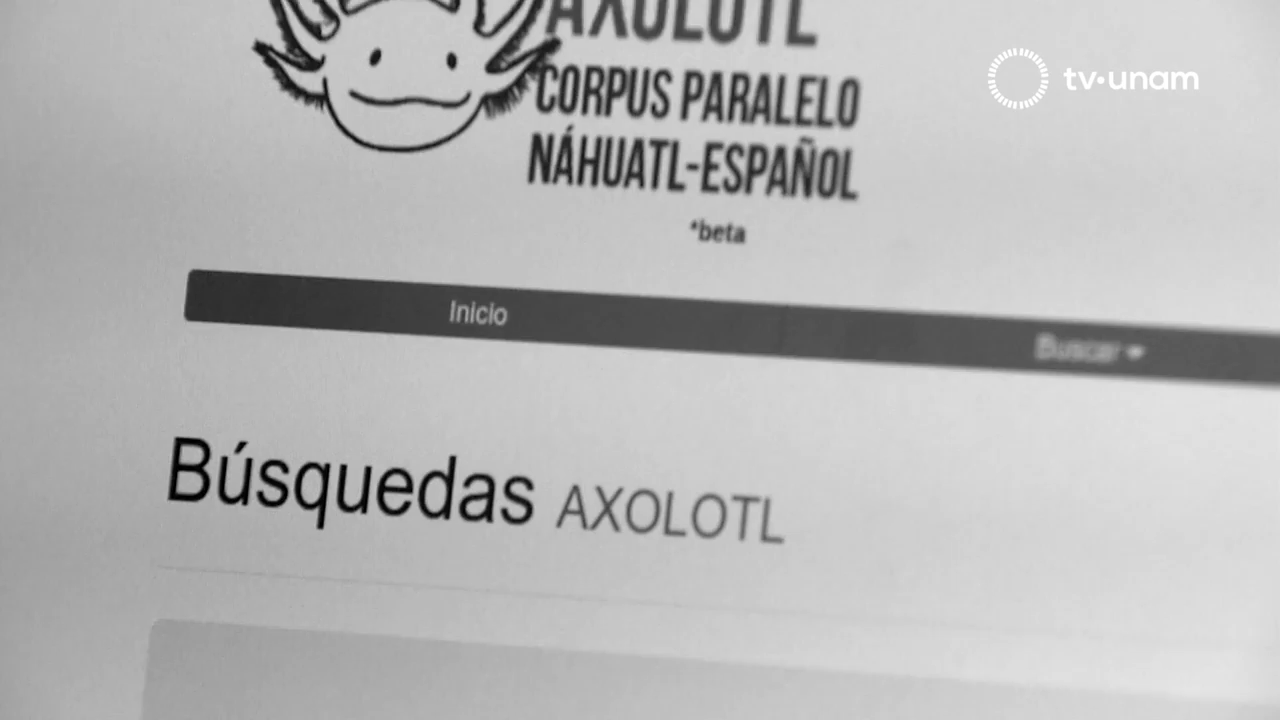 AXOLOTL
tv·unam
CORPUS PARALELO
NÁHUATL-ESPAÑOL
*beta
Inicio
Buscar
Búsquedas AXOLOTL